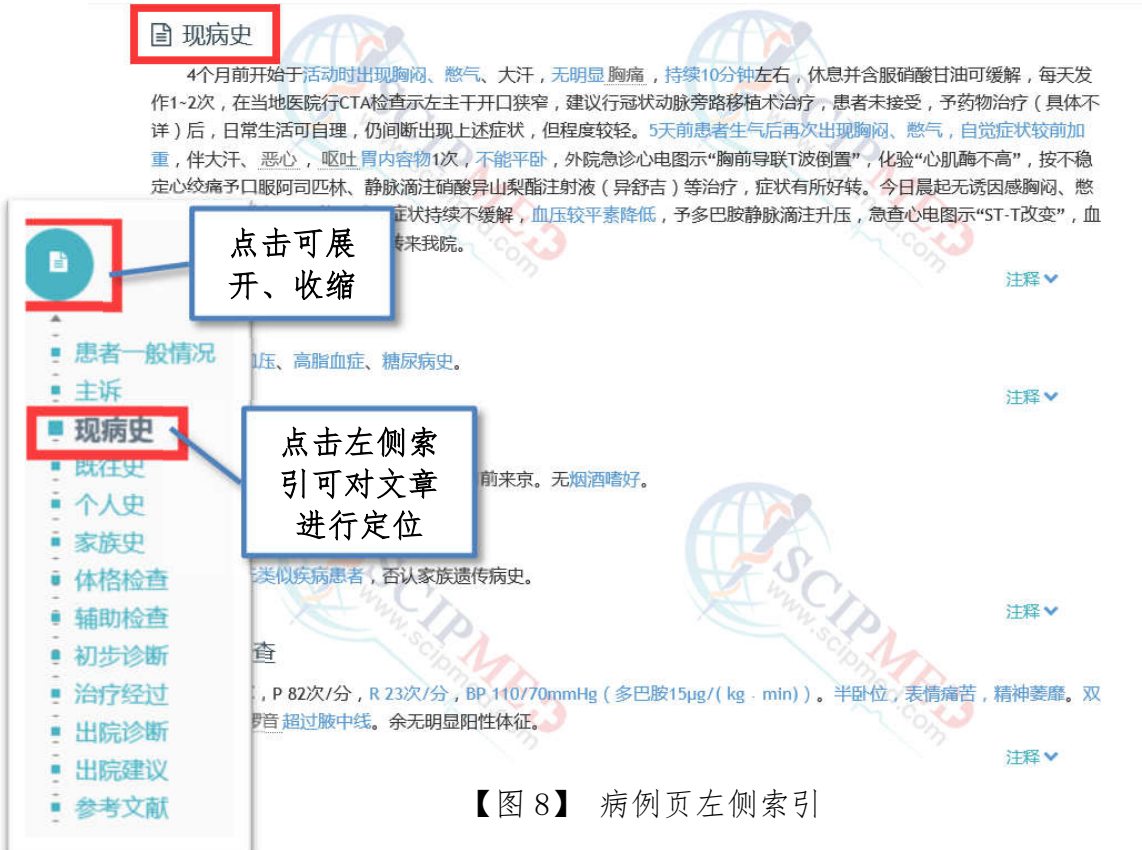 现病史
4个月前开始于活动时出现胸闷、憋气、大汗，无明显胸痛，持续10分钟左右，休息并含服硝酸甘油可缓解，每天发
作1~2次，在当地医院行CTA检查示左主干开口狭窄，建议行冠状动脉旁路移植术治疗，患者未接受，予药物治疗（具体不
详）后，日常生活可自理，仍间断出现上述症状，但程度较轻。5天前患者生气后再次出现胸闷、憋气，自觉症状较前加
重，伴大汗、恶心，呕吐胃内容物1次，不能平卧，外院急诊心电图示“胸前导联T波倒置”，化验“心肌酶不高”，按不稳
定心绞痛予口服阿司匹林、静脉滴注硝酸异山梨酯注射液（异舒吉）等治疗，症状有所好转。今日晨起无诱因感胸闷、憋
症状持续不缓解，血压较平素降低，予多巴胺静脉滴注升压，急查心电图示“ST-T改变”，血
转来我院。
注释
点击可展
开、收缩
患者一般情况
主诉
现病史
既往史
个人史
家族史
体格检查
辅助检查
初步诊断
治疗经过
出院诊断
出院建议
参考文献
压、高脂血症、糖尿病史。
注释
点击左侧索
引可对文章
进行定位
前来京。无烟酒嗜好。
类似疾病患者，否认家族遗传病史。
注释
查
，P 82次/分，R 23次/分，BP 110/70mmHg（多巴胺15μg/( kg · min)）。半卧位，表情痛苦，精神萎靡。双
啰音超过腋中线。余无明显阳性体征。
注释
【图 8】 病例页左侧索引
SCIPMED
www.scipmed.com
SCIPMED
www.scipmed.com
SCIPMED
www.scipmed.com
SCIPMED
www.scipmed.com